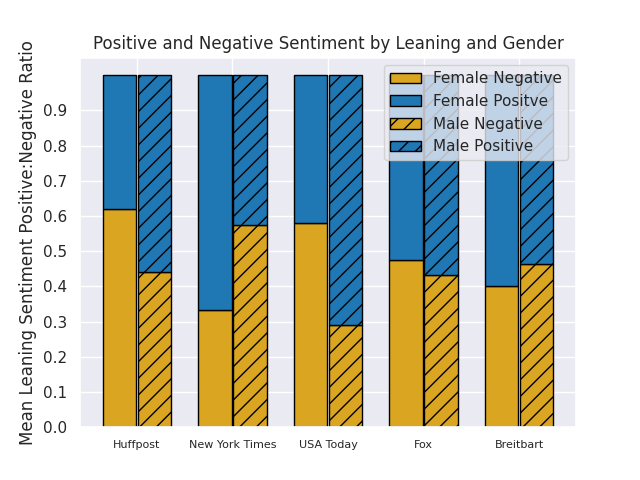 Positive and Negative Sentiment by Leaning and Gender
Mean Leaning Sentiment Positive:Negative Ratio
0.9
0.8
0.7
0.6
0.5
0.4
0.3
0.2
0.1
0.0
Female Negative
Female Positve
Male Negative
Male Positive
Huffpost
New York Times
USA Today
Fox
Breitbart